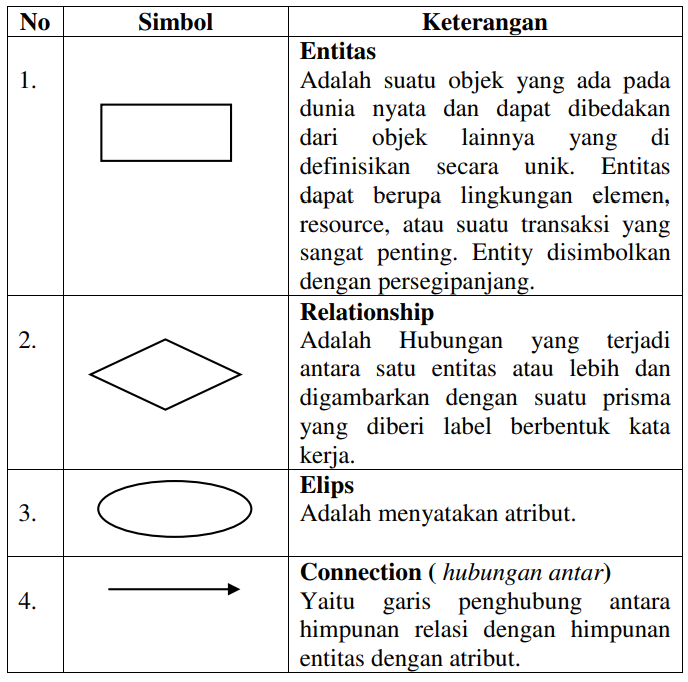 No Simbol Keterangan
1.
Entitas
Adalah suatu objek yang ada pada
dunia nyata dan dapat dibedakan
dari objek lainnya yang di
definisikan secara unik. Entitas
dapat berupa lingkungan elemen,
resource, atau suatu transaksi yang
sangat penting. Entity disimbolkan
dengan persegipanjang.
2.
Relationship
Adalah Hubungan yang terjadi
antara satu entitas atau lebih dan
digambarkan dengan suatu prisma
yang diberi label berbentuk kata
kerja.
3.
Elips
Adalah menyatakan atribut.
4.
Connection ( hubungan antar)
Yaitu garis penghubung antara
himpunan relasi dengan himpunan
entitas dengan atribut.